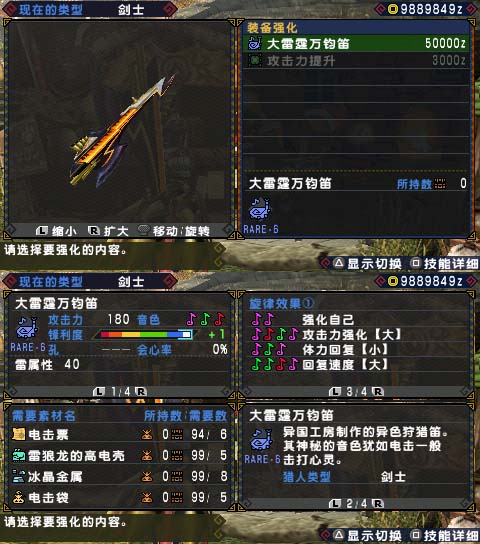 现在的类型 剑士 9889849z
装备强化
大雷霆万钧笛 50000z
攻击力提升 3000z
大雷霆万钧笛 所持数 0
RARE-6
L 缩小 R 扩大 移动/旋转
请选择要强化的内容。
△显示切换 □技能详细
现在的类型 剑士 9889849z
大雷霆万钧笛
攻击力 180 音色
锋利度 +1
RARE-6 孔 --- 会心率 0%
雷属性 40
L 1/4 R
旋律效果①
强化自己
攻击力强化【大】
体力回复【小】
回复速度【大】
L 3/4 R
需要素材名 所持数 需要数
电击票 0 94/ 6
雷狼龙的高电壳 0 99/ 5
冰晶金属 0 99/ 8
电击袋 0 99/ 5
大雷霆万钧笛
异国工房制作的异色狩猎笛。
其神秘的音色犹如电击一般
RARE-6 击打心灵。
猎人类型 剑士
L 2/4 R
请选择要强化的内容。
△显示切换 □技能详细